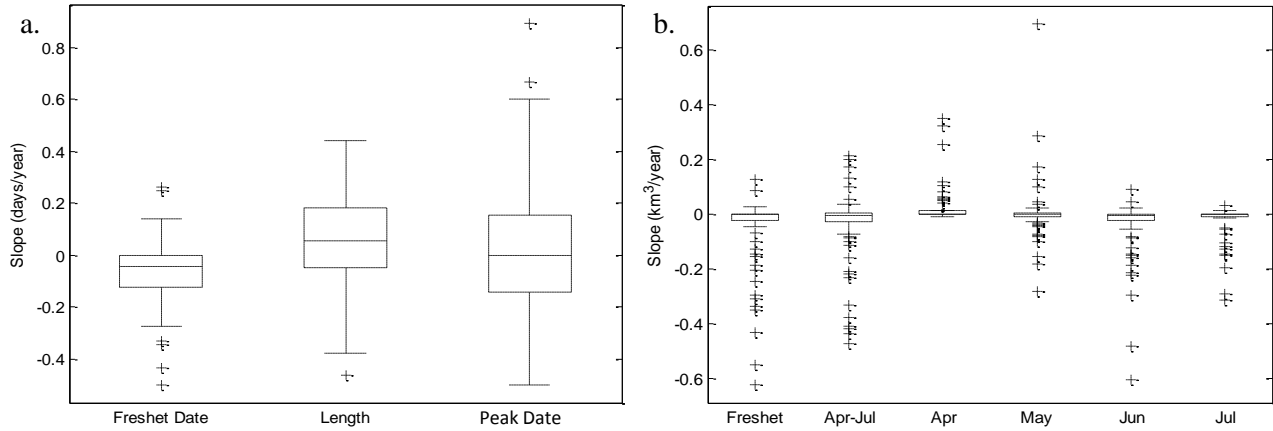 a.
Slope (days/year)
0.8
0.6
0.4
0.2
0
-0.2
-0.4
Freshet Date Length Peak Date
b.
Slope (km³/year)
0.6
0.4
0.2
0
-0.2
-0.4
-0.6
Freshet Apr-Jul Apr May Jun Jul